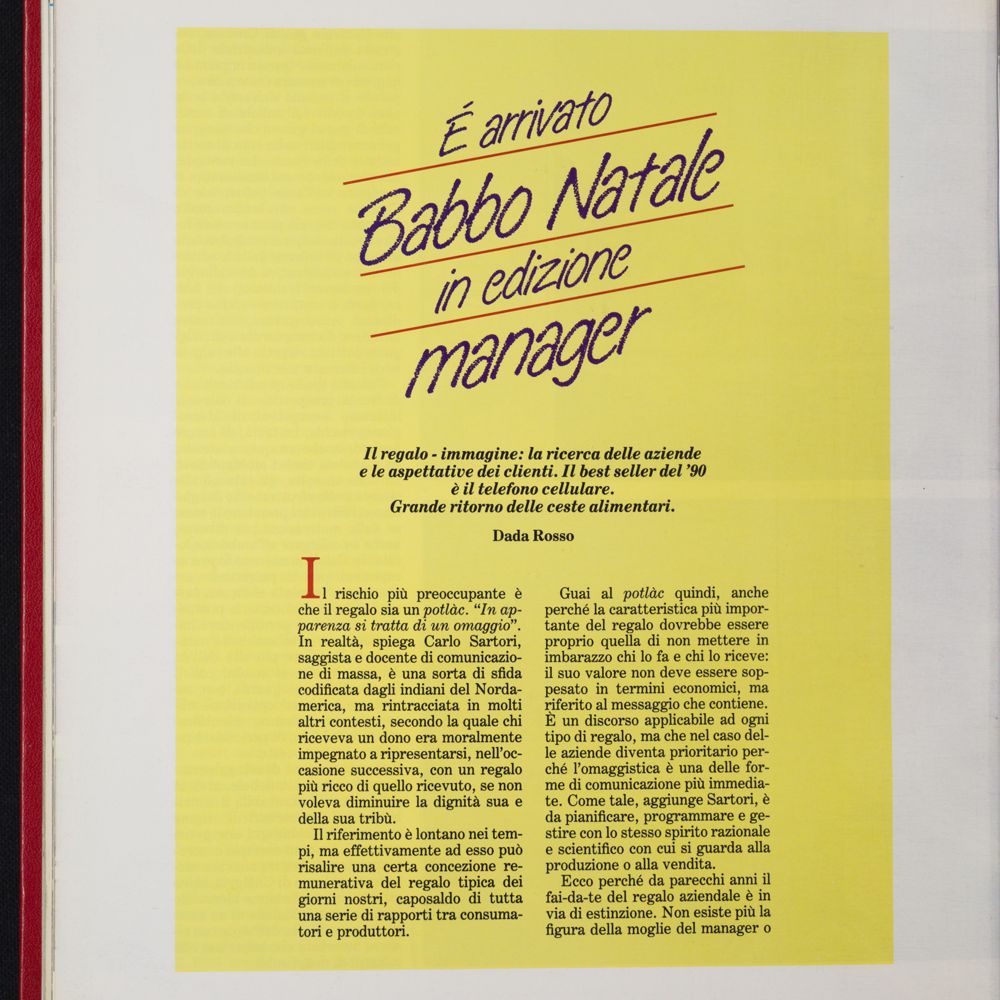 É arrivato
Babbo Natale
in edizione
manager
Il regalo - immagine: la ricerca delle aziende
e le aspettative dei clienti. Il best seller del '90
è il telefono cellulare.
Grande ritorno delle ceste alimentari.
Dada Rosso
Il rischio più preoccupante è
che il regalo sia un potlàc. “In ap-
parenza si tratta di un omaggio”.
In realtà, spiega Carlo Sartori,
saggista e docente di comunicazio-
ne di massa, è una sorta di sfida
codificata dagli indiani del Norda-
merica, ma rintracciata in molti
altri contesti, secondo la quale chi
riceveva un dono era moralmente
impegnato a ripresentarsi, nell’oc-
casione successiva, con un regalo
più ricco di quello ricevuto, se non
voleva diminuire la dignità sua e
della sua tribù.
Il riferimento è lontano nei tem-
pi, ma effettivamente ad esso può
risalire una certa concezione re-
munerativa del regalo tipica dei
giorni nostri, caposaldo di tutta
una serie di rapporti tra consuma-
tori e produttori.
Guai al potlàc quindi, anche
perché la caratteristica più impor-
tante del regalo dovrebbe essere
proprio quella di non mettere in
imbarazzo chi lo fa e chi lo riceve:
il suo valore non deve essere sop-
pesato in termini economici, ma
riferito al messaggio che contiene.
È un discorso applicabile ad ogni
tipo di regalo, ma che nel caso del-
le aziende diventa prioritario per-
ché l’omaggistica è una delle for-
me di comunicazione più immedia-
te. Come tale, aggiunge Sartori, è
da pianificare, programmare e ge-
stire con lo stesso spirito razionale
e scientifico con cui si guarda alla
produzione o alla vendita.
Ecco perché da parecchi anni il
fai-da-te del regalo aziendale è in
via di estinzione. Non esiste più la
figura della moglie del manager o